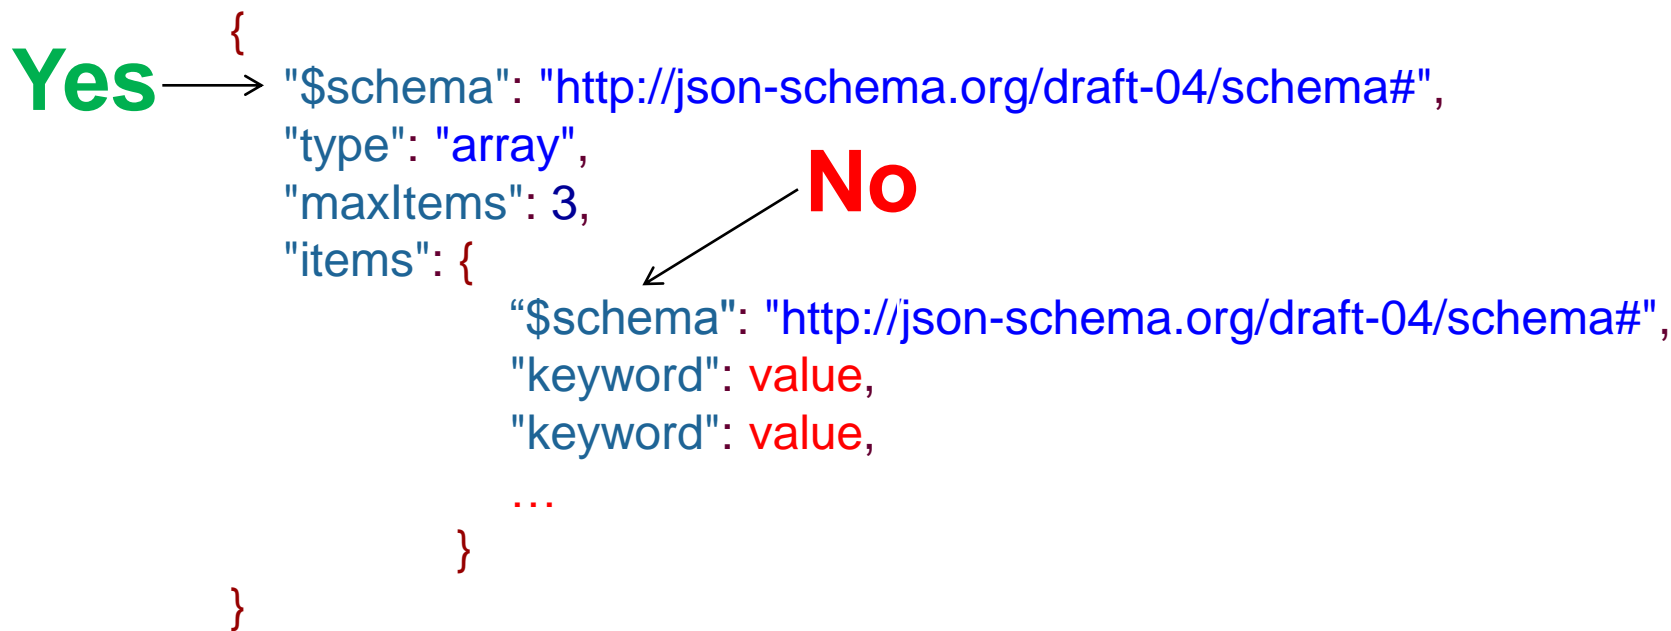 {
Yes "$schema": "http://json-schema.org/draft-04/schema#",
"type": "array",
No
"maxItems": 3,
"items": {
“$schema": "http://json-schema.org/draft-04/schema#",
"keyword": value,
"keyword": value,
…
}
}